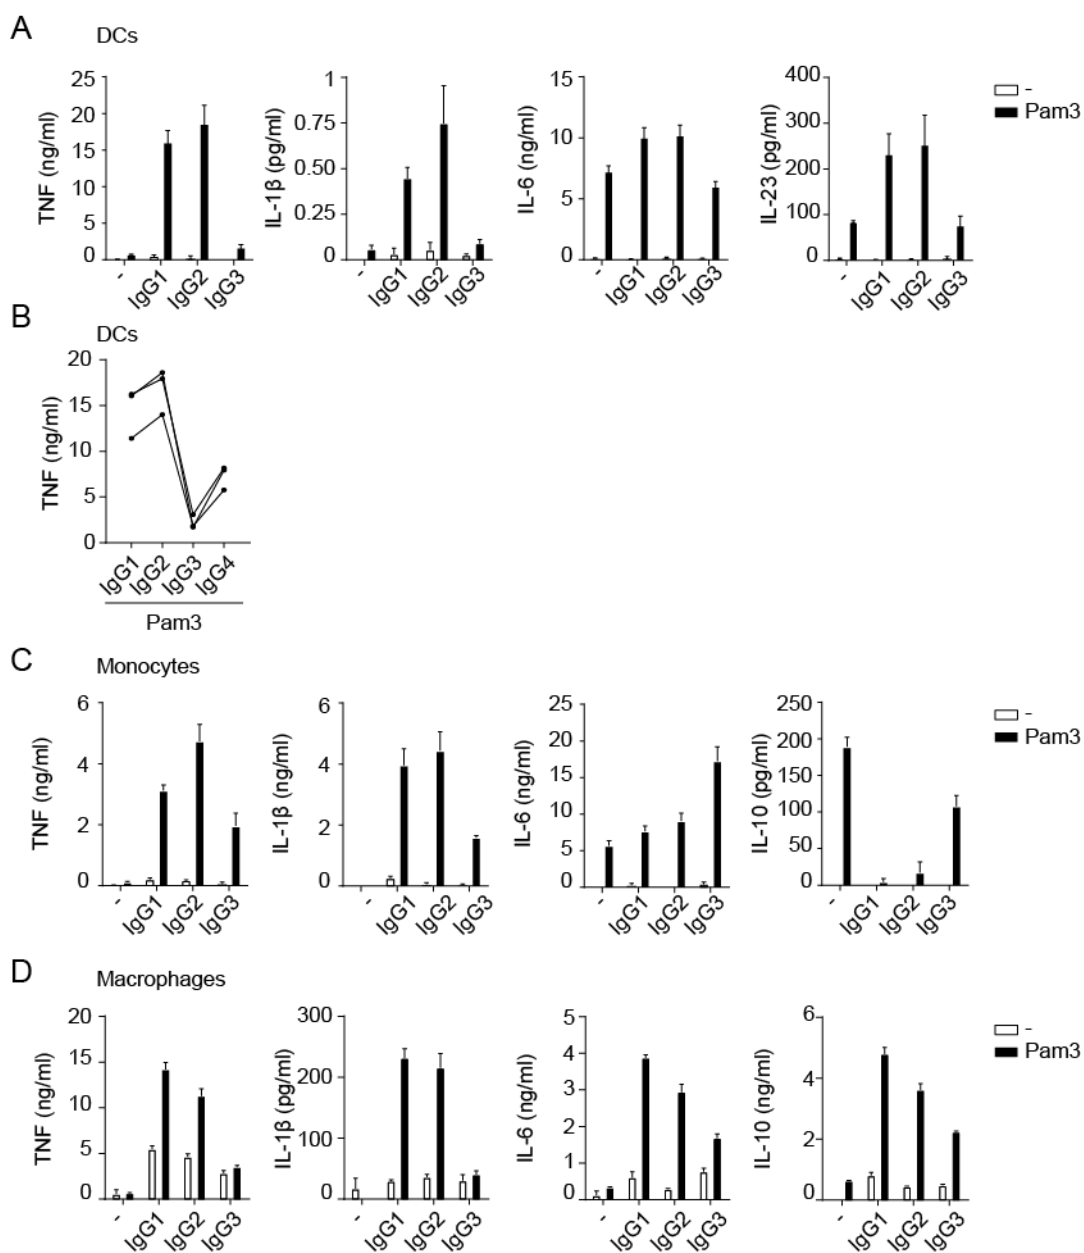 A
DCs
TNF (ng/ml)
25
20
15
10
5
0
- IgG1 IgG2 IgG3
IL-1β (pg/ml)
1
0.75
0.50
0.25
0
- IgG1 IgG2 IgG3
IL-6 (ng/ml)
15
10
5
0
- IgG1 IgG2 IgG3
IL-23 (pg/ml)
400
300
200
100
0
- IgG1 IgG2 IgG3
-
Pam3
B
DCs
TNF (ng/ml)
20
15
10
5
0
IgG1 IgG2 IgG3 IgG4
Pam3
C
Monocytes
TNF (ng/ml)
6
4
2
0
- IgG1 IgG2 IgG3
IL-1β (ng/ml)
6
4
2
0
- IgG1 IgG2 IgG3
IL-6 (ng/ml)
25
20
15
10
5
0
- IgG1 IgG2 IgG3
IL-10 (pg/ml)
250
200
150
100
50
0
- IgG1 IgG2 IgG3
-
Pam3
D
Macrophages
TNF (ng/ml)
20
15
10
5
0
- IgG1 IgG2 IgG3
IL-1β (pg/ml)
300
200
100
0
- IgG1 IgG2 IgG3
IL-6 (ng/ml)
5
4
3
2
1
0
- IgG1 IgG2 IgG3
IL-10 (ng/ml)
6
4
2
0
- IgG1 IgG2 IgG3
-
Pam3